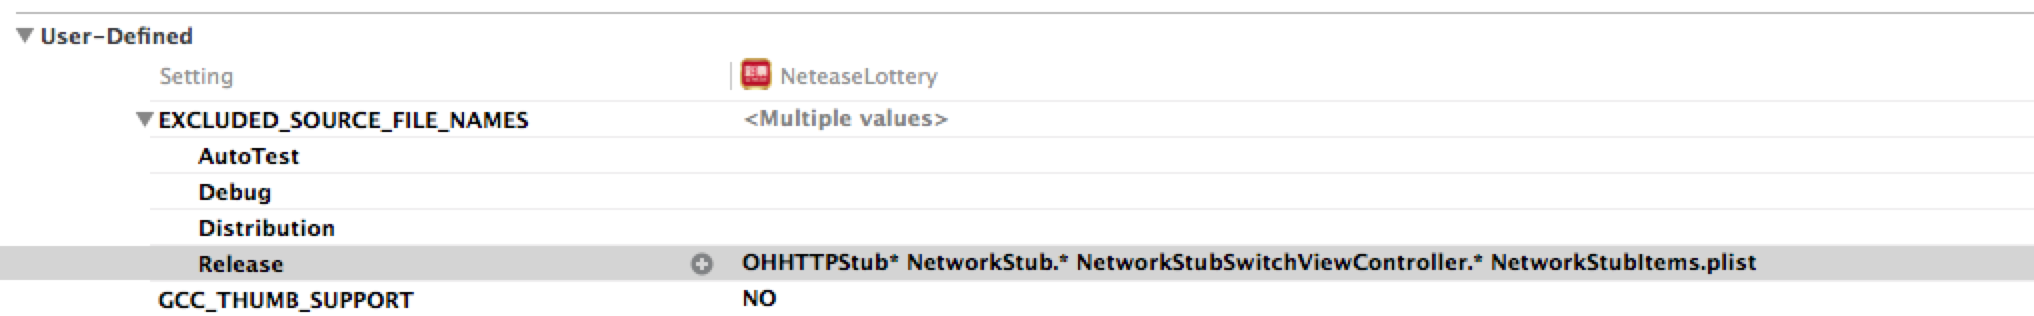 User-Defined
Setting NeteaseLottery
EXCLUDED_SOURCE_FILE_NAMES <Multiple values>
AutoTest
Debug
Distribution
Release OHHTTPStub* NetworkStub.* NetworkStubSwitchViewController.* NetworkStubItems.plist
GCC_THUMB_SUPPORT NO